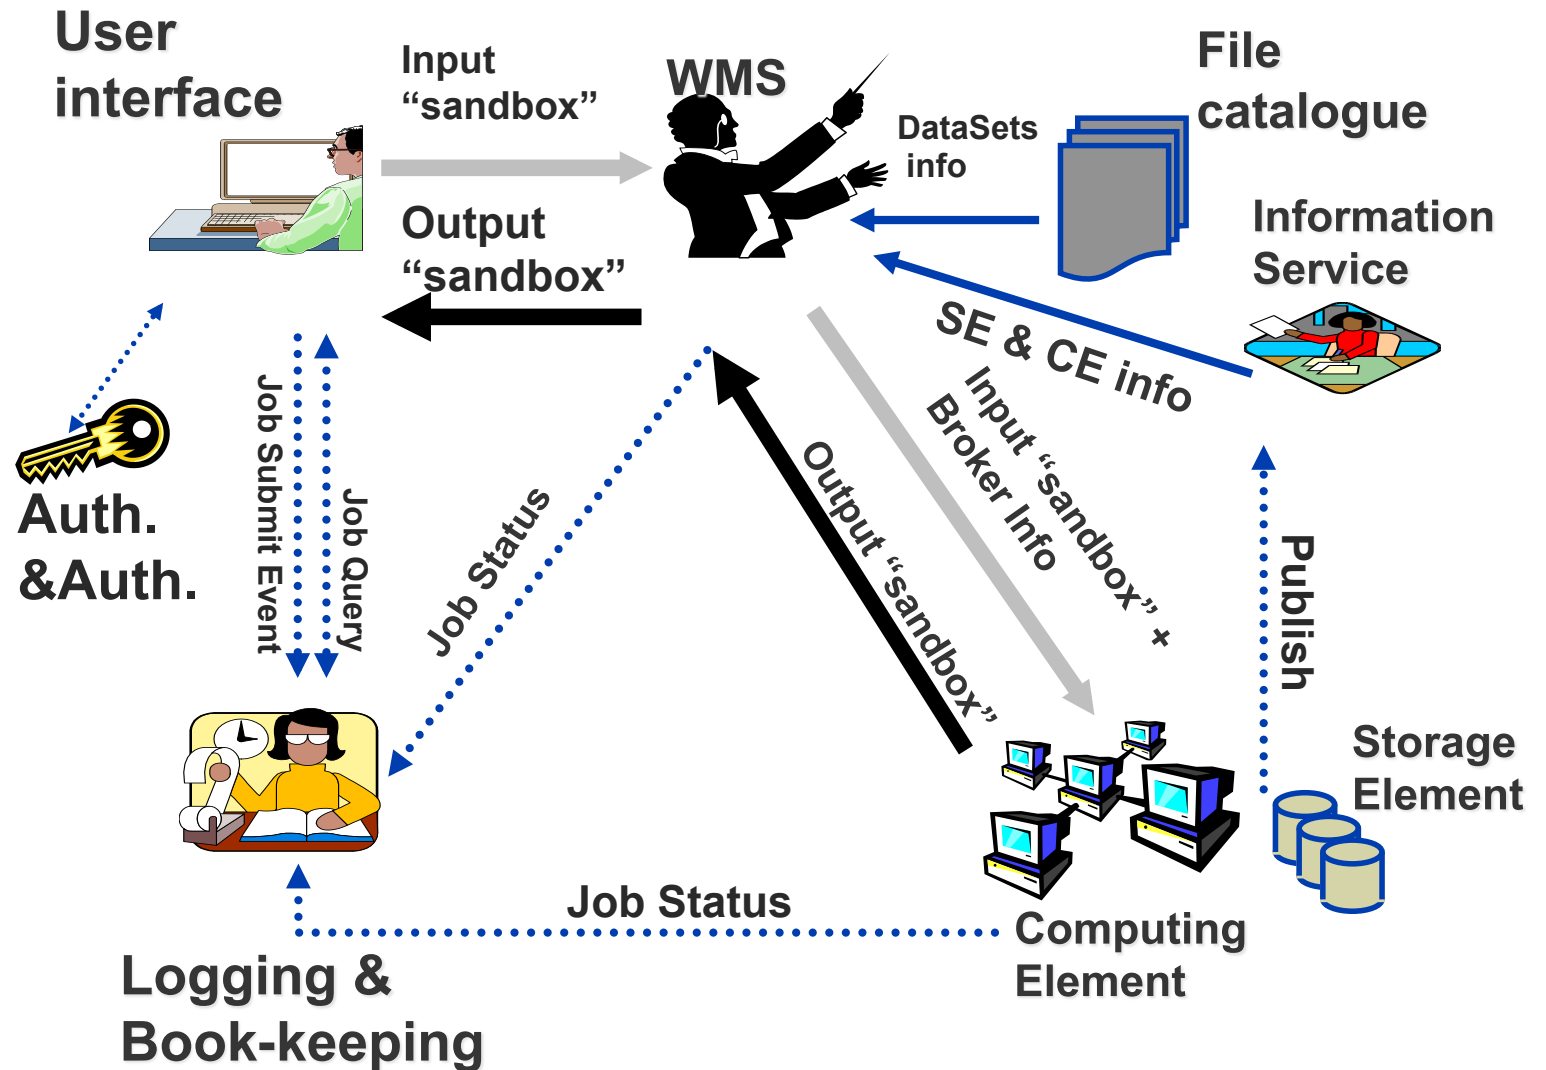 User
interface
Input
“sandbox”
WMS
File
catalogue
DataSets
info
Output
“sandbox”
Information
Service
SE & CE info
Input “sandbox” +
Broker Info
Output “sandbox”
Job Submit Event
Job Query
Job Status
Auth.
&Auth.
Publish
Storage
Element
Job Status
Computing
Element
Logging &
Book-keeping